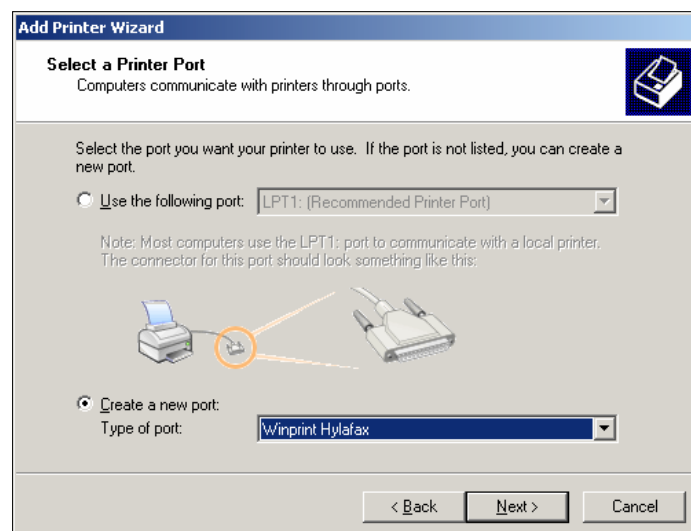 Add Printer Wizard
Select a Printer Port
Computers communicate with printers through ports.
Select the port you want your printer to use. If the port is not listed, you can create a
new port.
Use the following port: LPT1: (Recommended Printer Port)
Note: Most computers use the LPT1: port to communicate with a local printer.
The connector for this port should look something like this:
Create a new port:
Type of port: Winprint Hylafax
< Back Next > Cancel